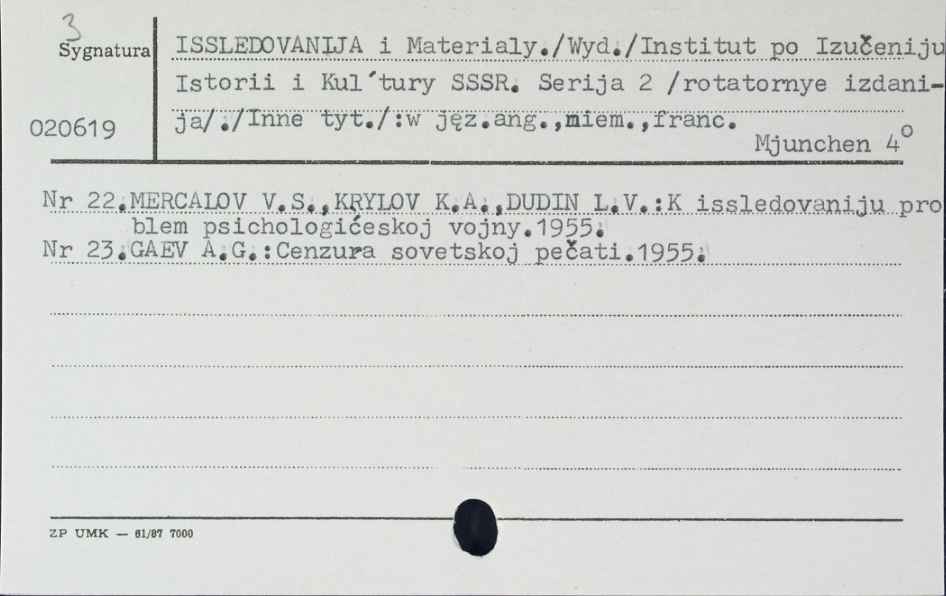 3
Sygnatura
020619
ISSLEDOVANIJA i Materialy./Wyd./Institut po Izučeniju
Istorii i Kul´tury SSSR. Serija 2 /rotatornye izdani-
ja/./Inne tyt./:w jęz.ang.,niem.,franc.
Mjunchen 4°
Nr 22.MERCALOV V.S.,KRYLOV K.A.,DUDIN L.V.:K issledovaniju pro
blem psichologićeskoj vojny.1955.
Nr 23.GAEV A.G.:Cenzura sovetskoj pečati.1955.
ZP UMK — 61/87 7000